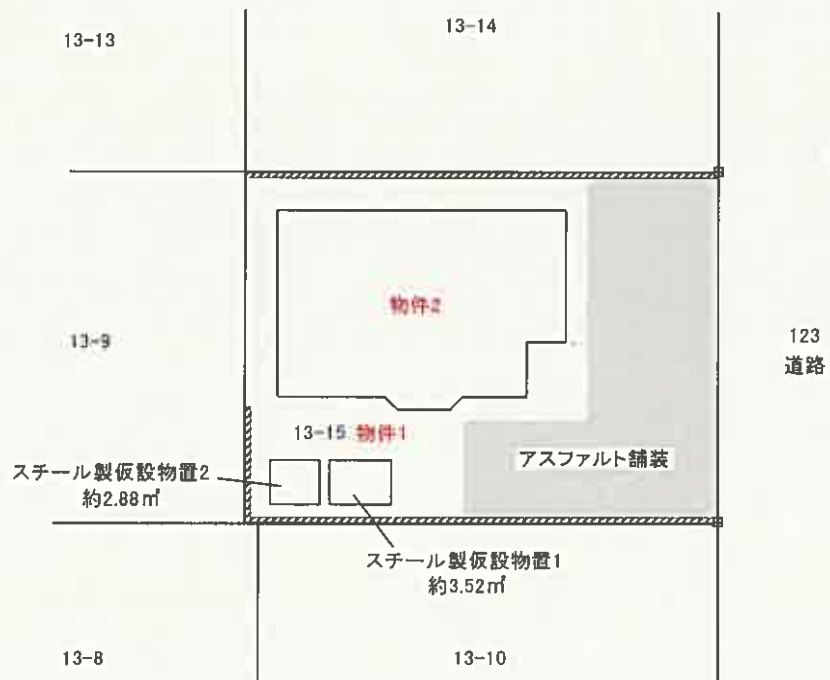 13-13
13-14
物件2
13-9
123
道路
13-15 物件1
スチール製仮設物置2
約2.88㎡
アスファルト舗装
スチール製仮設物置1
約3.52㎡
13-8
13-10